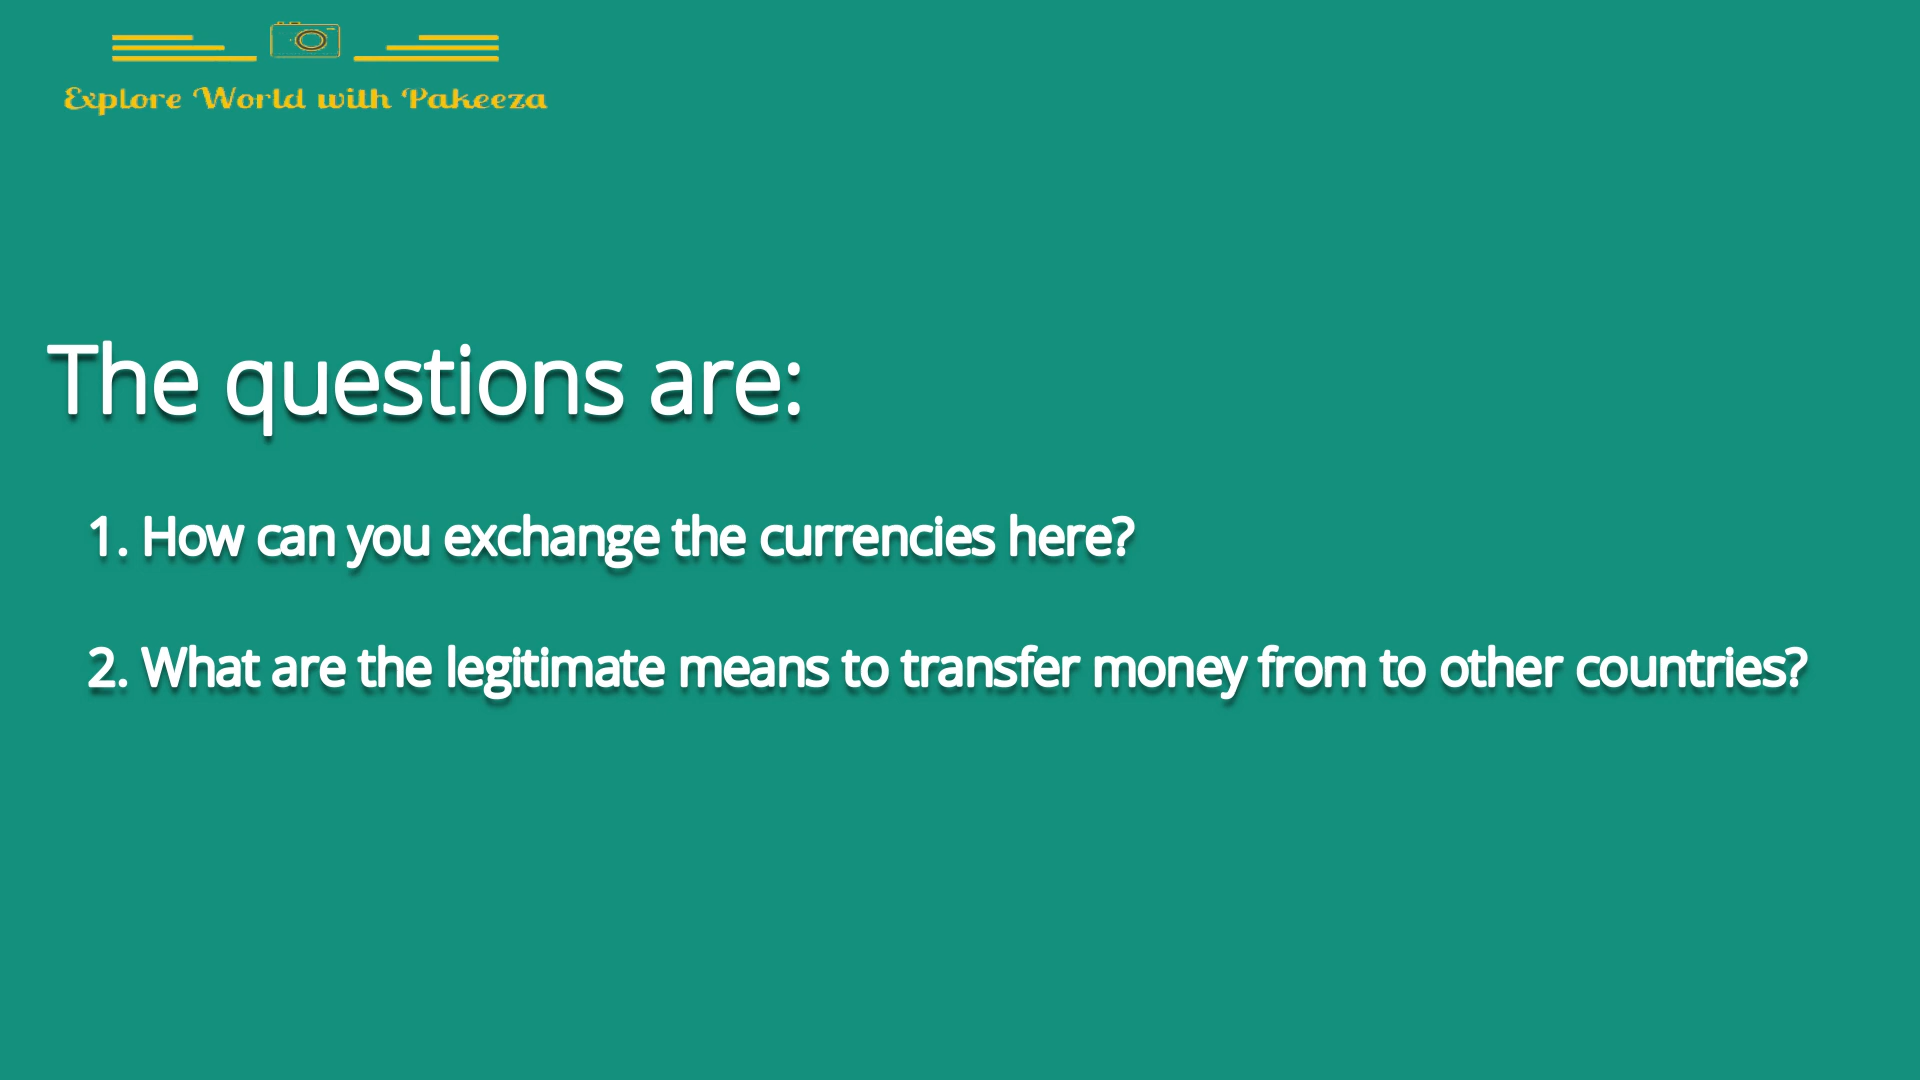 Explore World with Pakeeza
The questions are:
1. How can you exchange the currencies here?
2. What are the legitimate means to transfer money from to other countries?